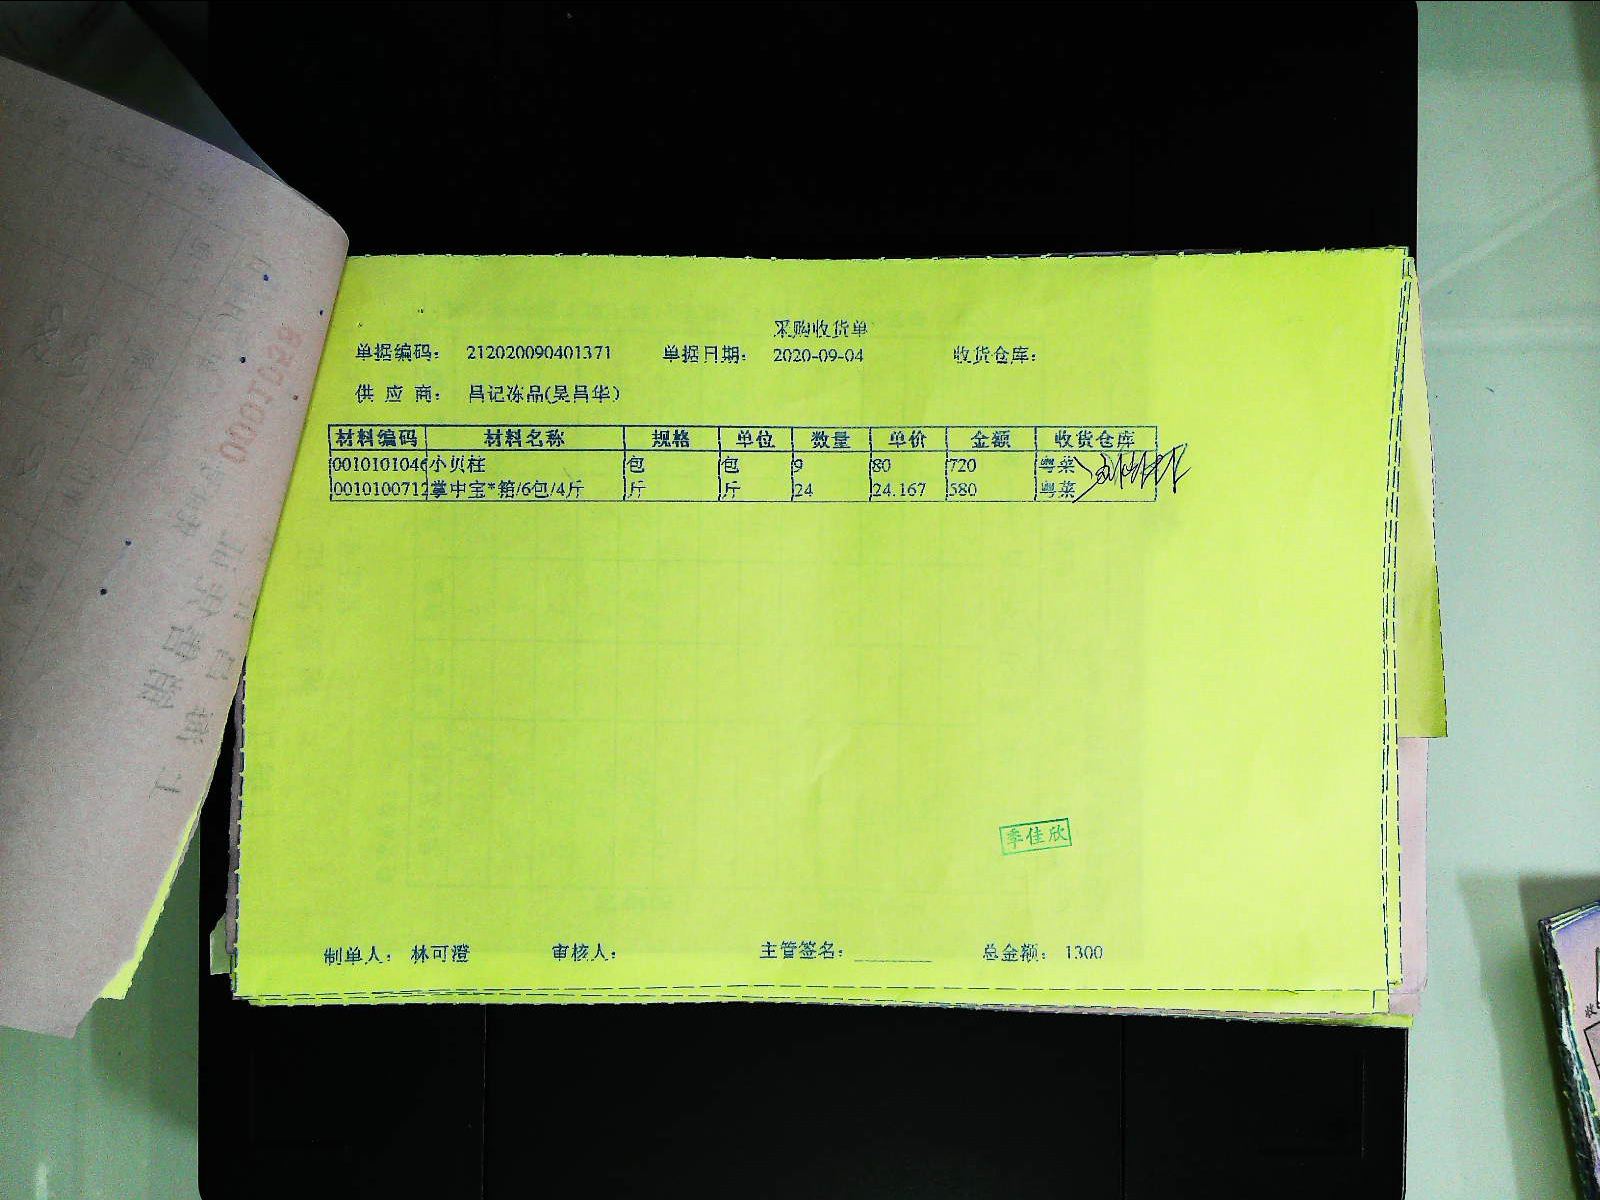 采购收货单
单据编码： 212020090401371 单据日期： 2020-09-04 收货仓库：
供 应 商： 吕记冻品(吴昌华)
材料编码 材料名称 规格 单位 数量 单价 金额 收货仓库
0010101046 小贝柱 包 包 9 80 720 粤菜
0010100712 掌中宝*箱/6包/4斤 斤 斤 24 24.167 580 粤菜
季佳欣
制单人： 林可澄 审核人： 主管签名：________ 总金额： 1300